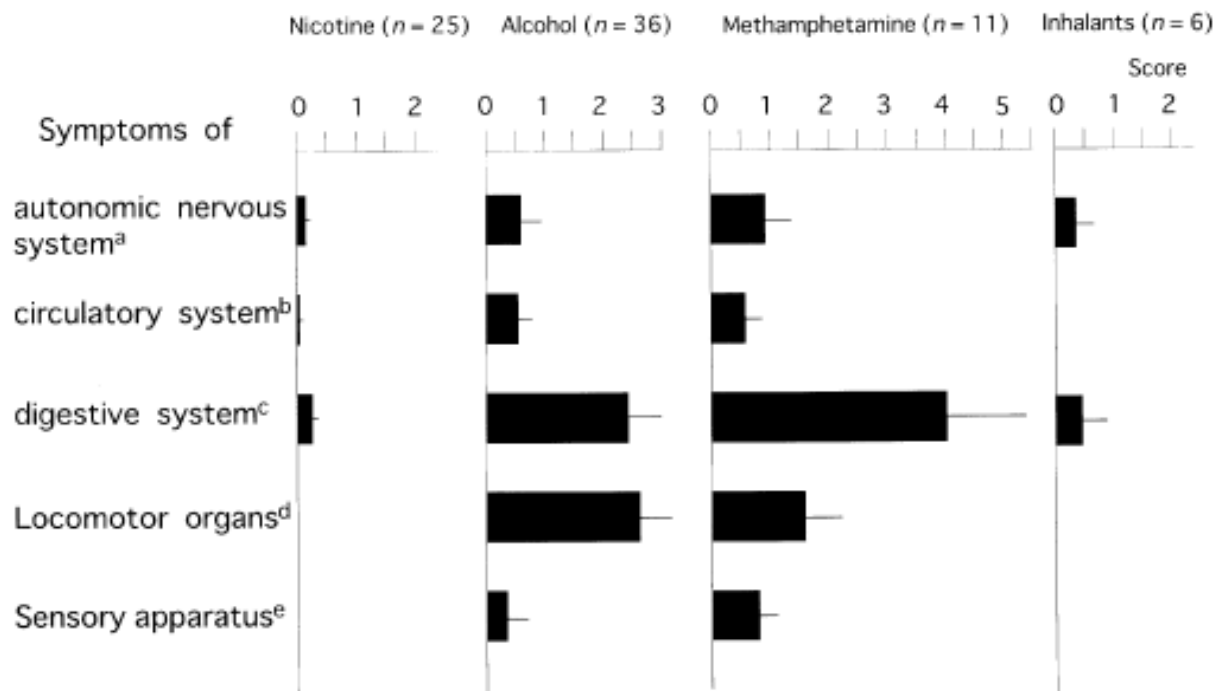 Nicotine (n = 25) Alcohol (n = 36) Methamphetamine (n = 11) Inhalants (n = 6)
Score
0 1 2 0 1 2 3 0 1 2 3 4 5 0 1 2
Symptoms of
autonomic nervous
systemᵃ
circulatory systemᵇ
digestive systemᶜ
Locomotor organsᵈ
Sensory apparatusᵉ